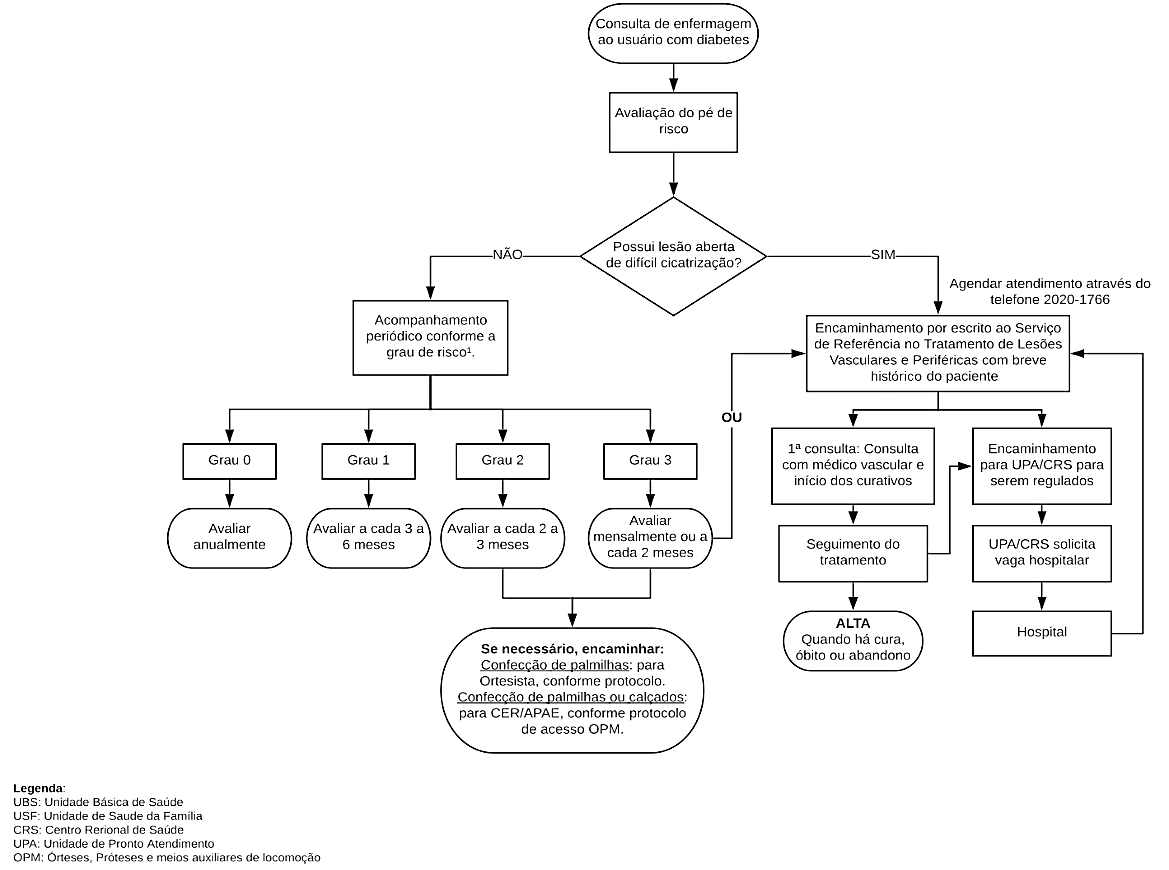 Consulta de enfermagem
ao usuário com diabetes
Avaliação do pé de
risco
Possui lesão aberta
de difícil cicatrização?
NÃO
SIM
Agendar atendimento através do
telefone 2020-1766
Acompanhamento
periódico conforme a
grau de risco¹.
Encaminhamento por escrito ao Serviço
de Referência no Tratamento de Lesões
Vasculares e Periféricas com breve
histórico do paciente
OU
Grau 0
Grau 1
Grau 2
Grau 3
Avaliar
anualmente
Avaliar a cada 3 a
6 meses
Avaliar a cada 2 a
3 meses
Avaliar
mensalmente ou a
cada 2 meses
1ª consulta: Consulta
com médico vascular e
início dos curativos
Encaminhamento
para UPA/CRS para
serem regulados
Seguimento do
tratamento
UPA/CRS solicita
vaga hospitalar
ALTA
Quando há cura,
óbito ou abandono
Hospital
Se necessário, encaminhar:
Confecção de palmilhas: para
Ortesista, conforme protocolo.
Confecção de palmilhas ou calçados:
para CER/APAE, conforme protocolo
de acesso OPM.
Legenda:
UBS: Unidade Básica de Saúde
USF: Unidade de Saude da Família
CRS: Centro Rerional de Saúde
UPA: Unidade de Pronto Atendimento
OPM: Órteses, Próteses e meios auxiliares de locomoção